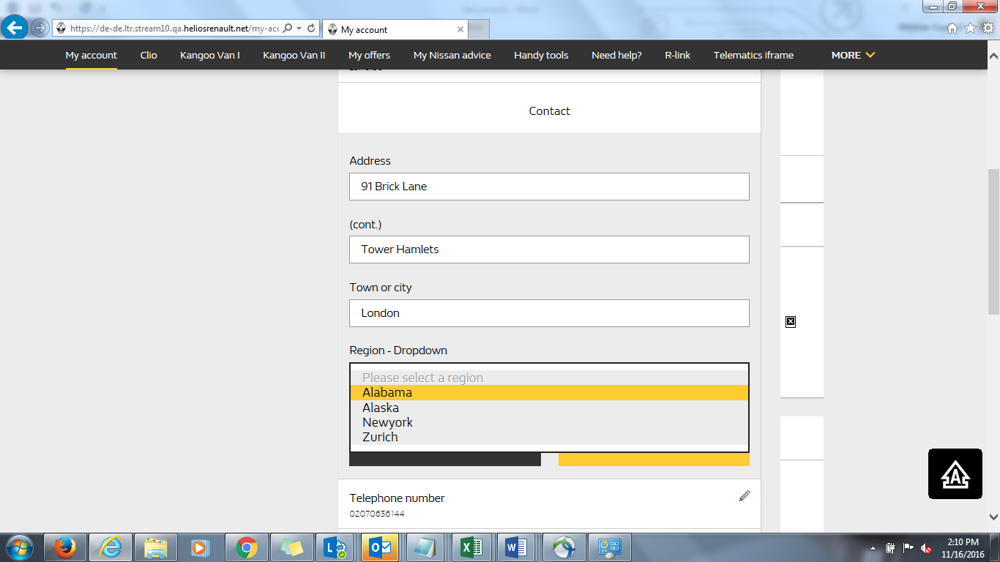 https://de-de.ltr.stream10.qa.heliosrenault.net/my-acc
My account
My account Clio Kangoo Van I Kangoo Van II My offers My Nissan advice Handy tools Need help? R-link Telematics iframe MORE
Contact
Address
91 Brick Lane
(cont.)
Tower Hamlets
Town or city
London
Region - Dropdown
Please select a region
Alabama
Alaska
Newyork
Zurich
Telephone number
02070636144
2:10 PM
11/16/2016